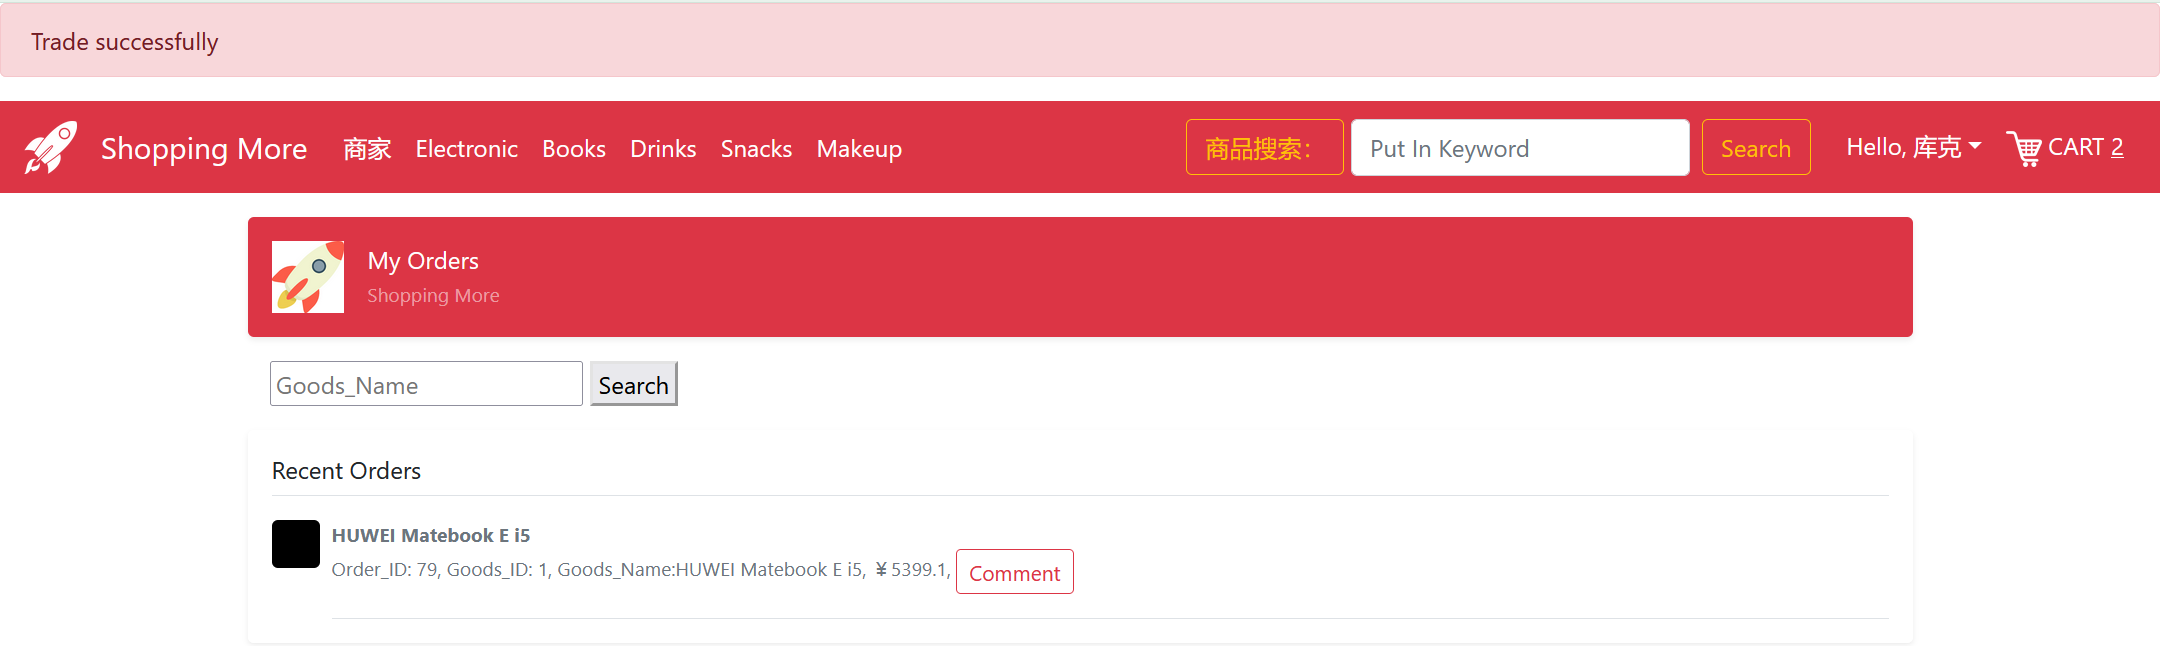 Trade successfully
Shopping More 商家 Electronic Books Drinks Snacks Makeup 商品搜索： Put In Keyword Search Hello, 库克 CART 2
My Orders
Shopping More
Goods_Name Search
Recent Orders
HUWEI Matebook E i5
Order_ID: 79, Goods_ID: 1, Goods_Name:HUWEI Matebook E i5, ￥5399.1, Comment